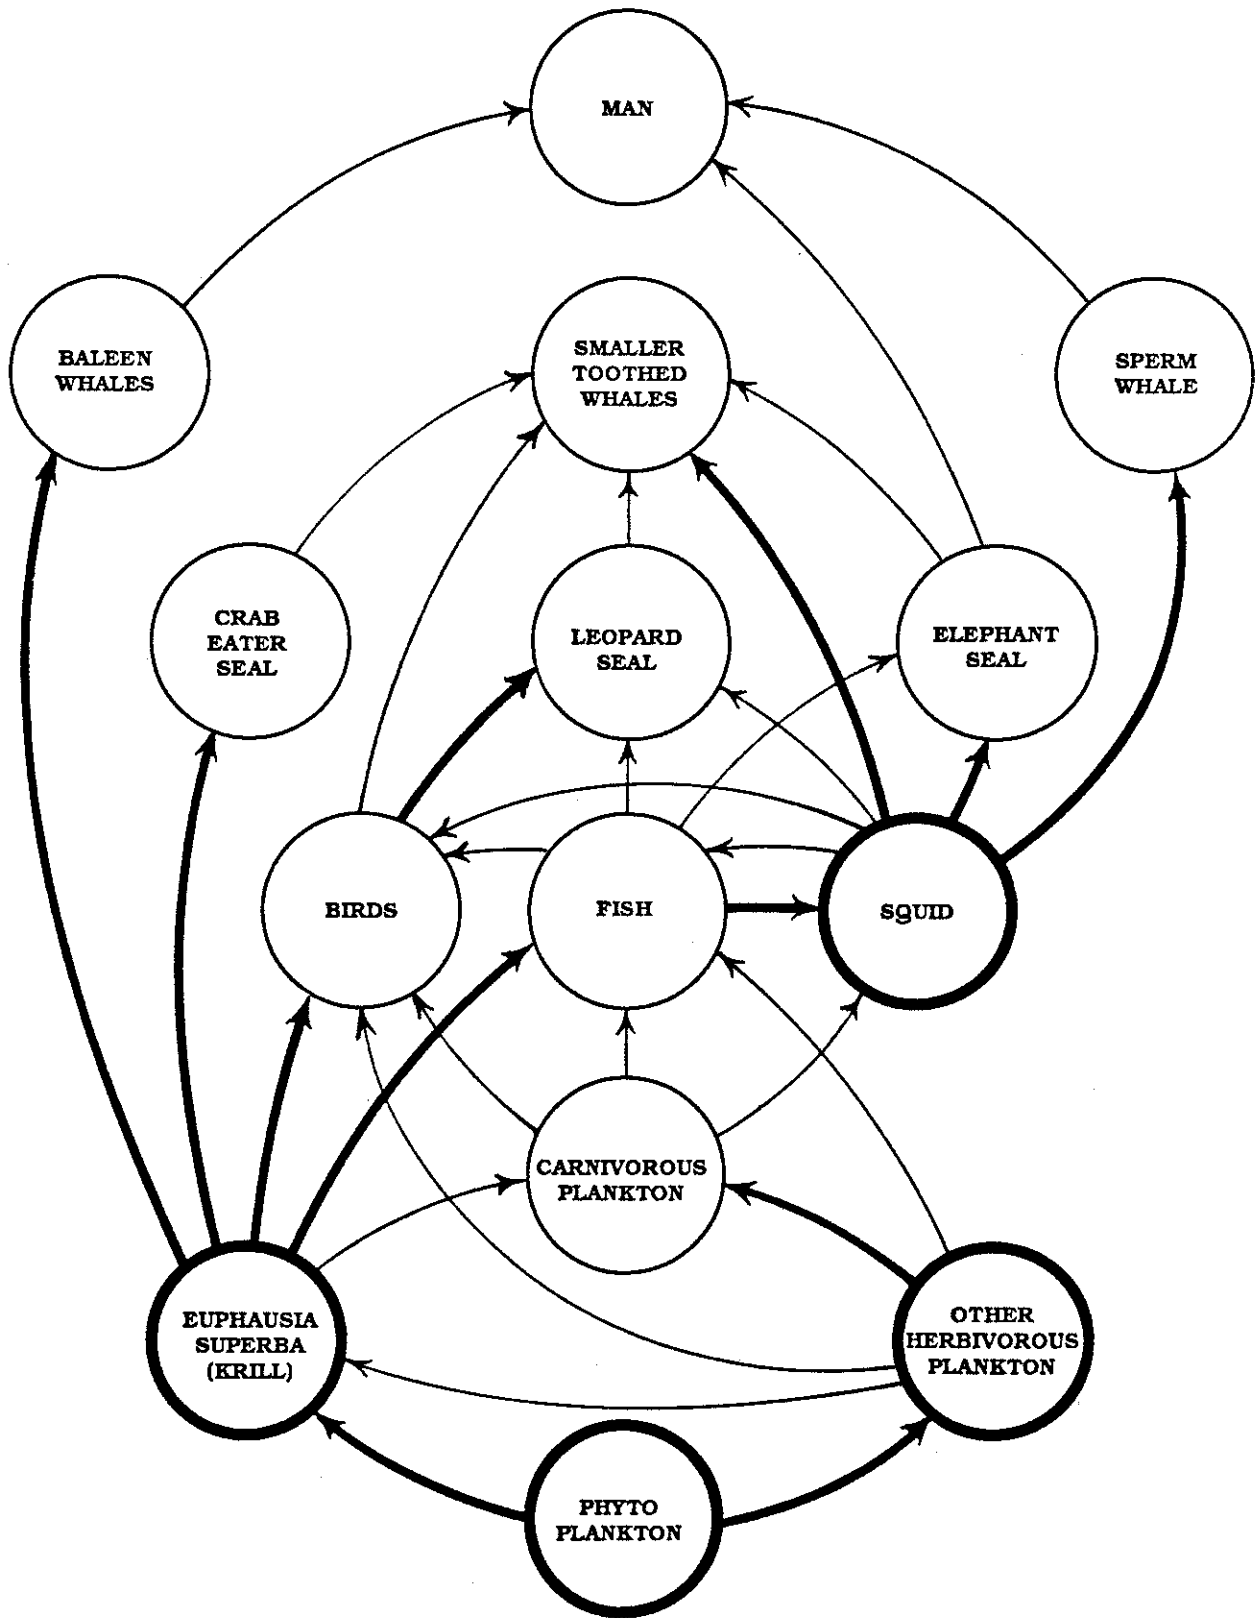 MAN
BALEEN
WHALES
SMALLER
TOOTHED
WHALES
SPERM
WHALE
CRAB
EATER
SEAL
LEOPARD
SEAL
ELEPHANT
SEAL
BIRDS
FISH
SQUID
CARNIVOROUS
PLANKTON
EUPHAUSIA
SUPERBA
(KRILL)
OTHER
HERBIVOROUS
PLANKTON
PHYTO
PLANKTON